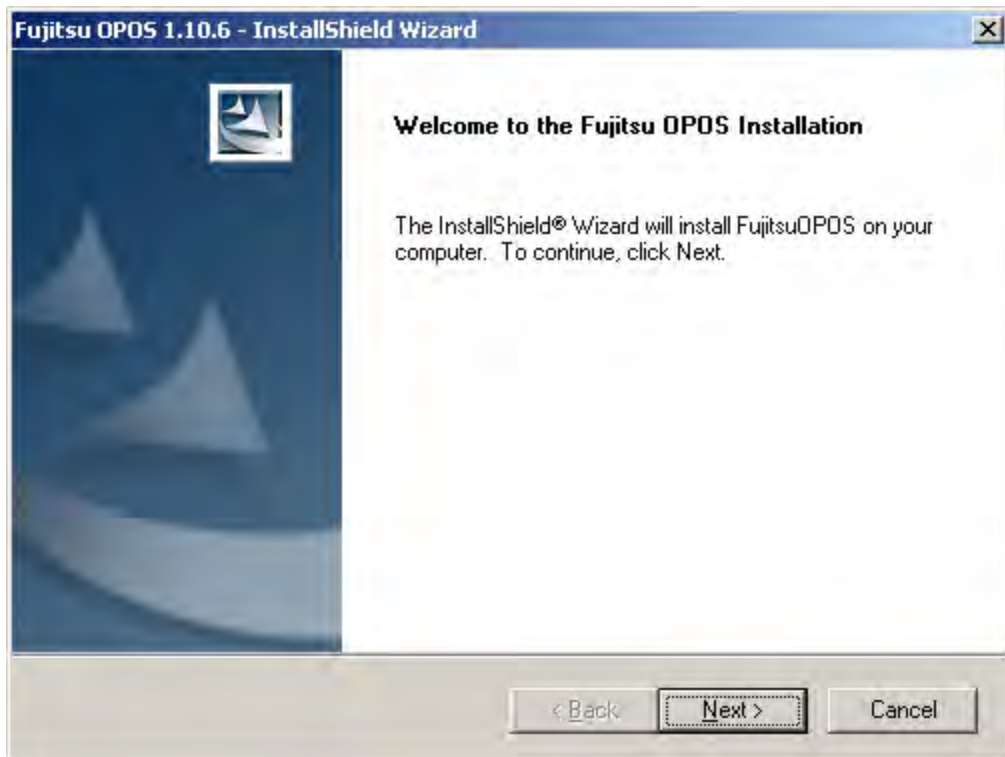 Fujitsu OPOS 1.10.6 - InstallShield Wizard
Welcome to the Fujitsu OPOS Installation
The InstallShield® Wizard will install FujitsuOPOS on your
computer. To continue, click Next.
< Back
Next >
Cancel